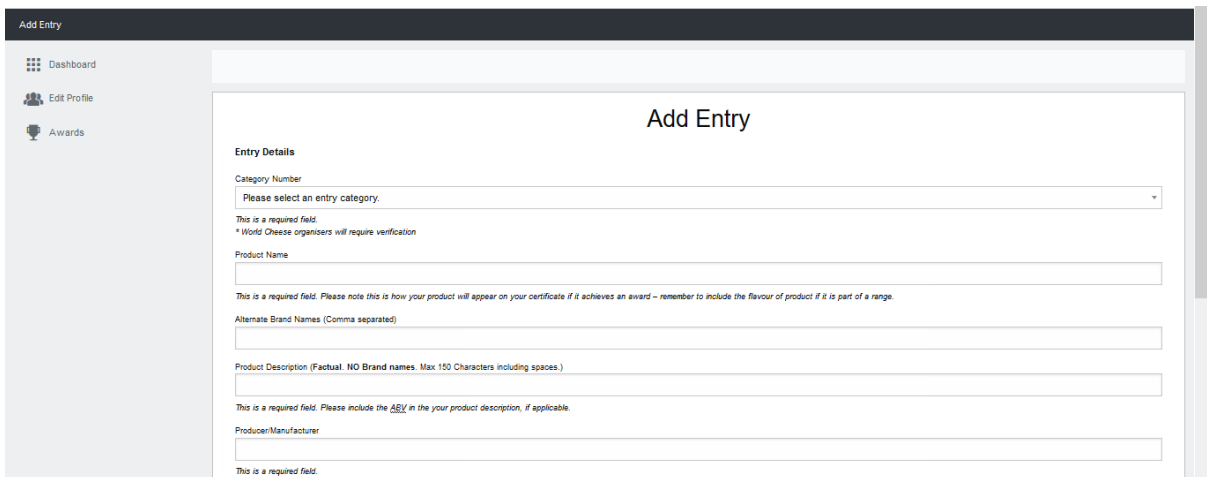 Add Entry
Dashboard
Edit Profile
Awards
Add Entry
Entry Details
Category Number
Please select an entry category.
This is a required field.
* World Cheese organisers will require verification
Product Name
This is a required field. Please note this is how your product will appear on your certificate if it achieves an award – remember to include the flavour of product if it is part of a range.
Alternate Brand Names (Comma separated)
Product Description (Factual. NO Brand names. Max 150 Characters including spaces.)
This is a required field. Please include the ABV in the your product description, if applicable.
Producer/Manufacturer
This is a required field.